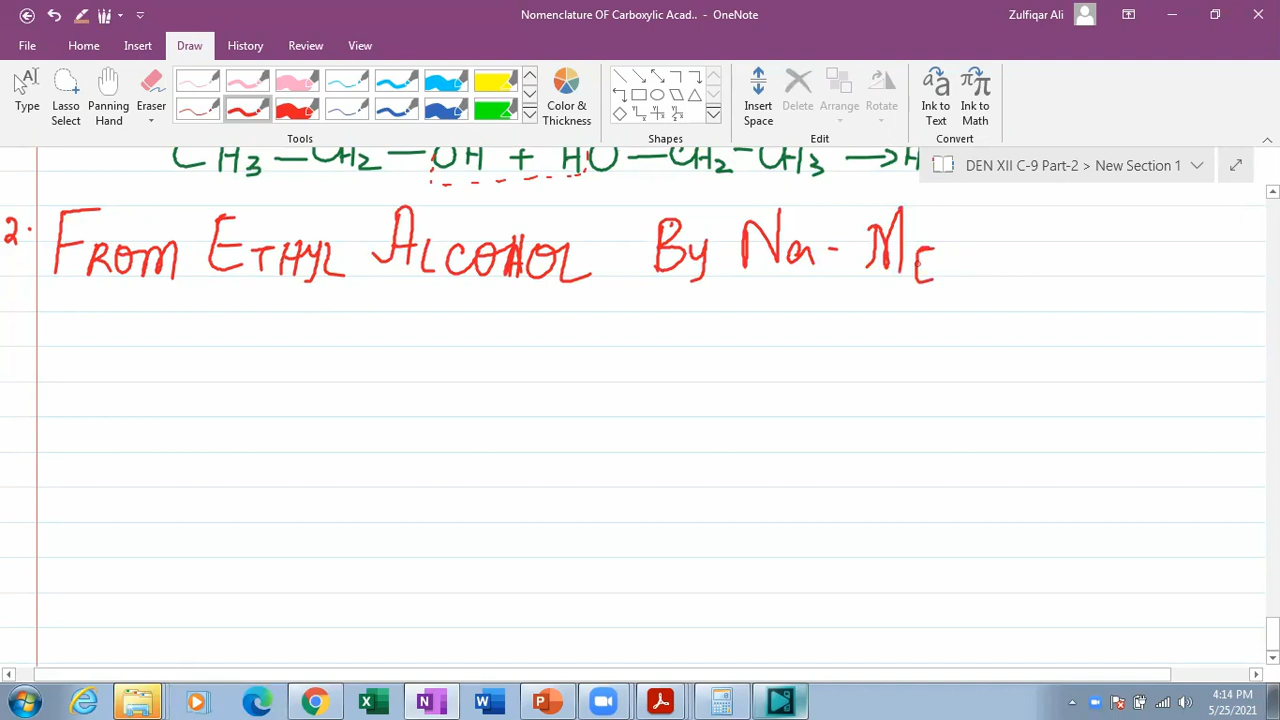 Nomenclature OF Carboxylic Acad.. - OneNote
Zulfiqar Ali
File Home Insert Draw History Review View
Type
Lasso Select
Panning Hand
Eraser
Color & Thickness
Insert Space
Delete
Arrange
Rotate
Ink to Text
Ink to Math
Tools
Shapes
Edit
Convert
CH3 — CH2 — OH + HO — CH2 — CH3 → H
DEN XII C-9 Part-2 > New Section 1
2. FROM ETHYL ALCOHOL By Na - ME
4:14 PM
5/25/2021